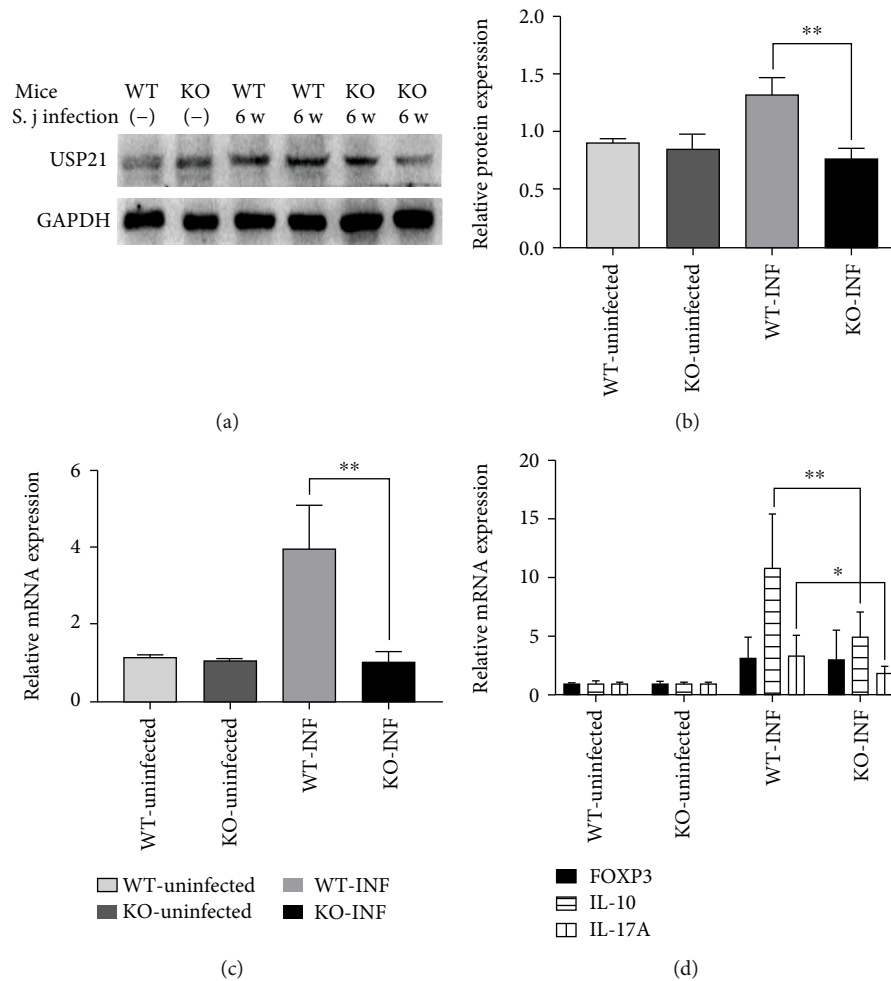 Mice WT KO WT WT KO KO
S. j infection (−) (−) 6 w 6 w 6 w 6 w
USP21
GAPDH
(a)
Relative protein experssion
2.0
1.5
1.0
0.5
0.0
**
WT-uninfected
KO-uninfected
WT-INF
KO-INF
(b)
Relative mRNA expression
6
4
2
0
**
WT-uninfected
KO-uninfected
WT-INF
KO-INF
WT-uninfected WT-INF
KO-uninfected KO-INF
(c)
Relative mRNA expression
20
15
10
5
0
**
*
WT-uninfected
KO-uninfected
WT-INF
KO-INF
FOXP3
IL-10
IL-17A
(d)